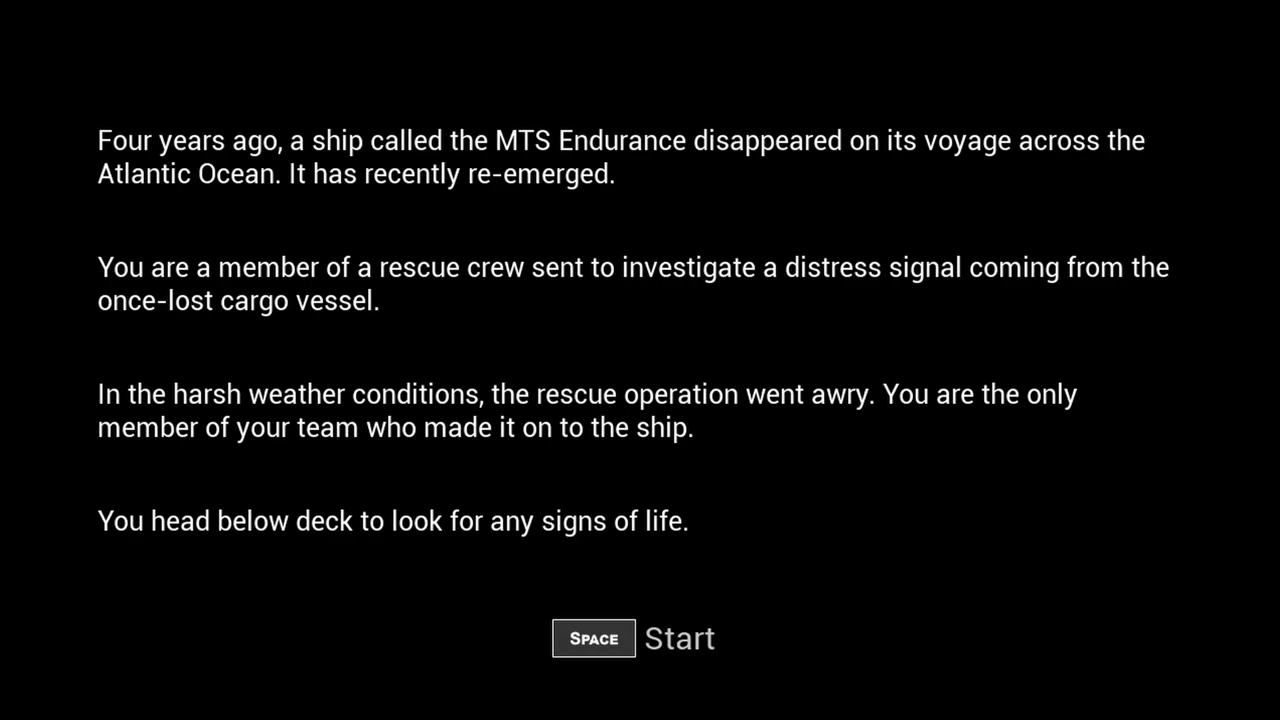 Four years ago, a ship called the MTS Endurance disappeared on its voyage across the
Atlantic Ocean. It has recently re-emerged.
You are a member of a rescue crew sent to investigate a distress signal coming from the
once-lost cargo vessel.
In the harsh weather conditions, the rescue operation went awry. You are the only
member of your team who made it on to the ship.
You head below deck to look for any signs of life.
SPACE Start